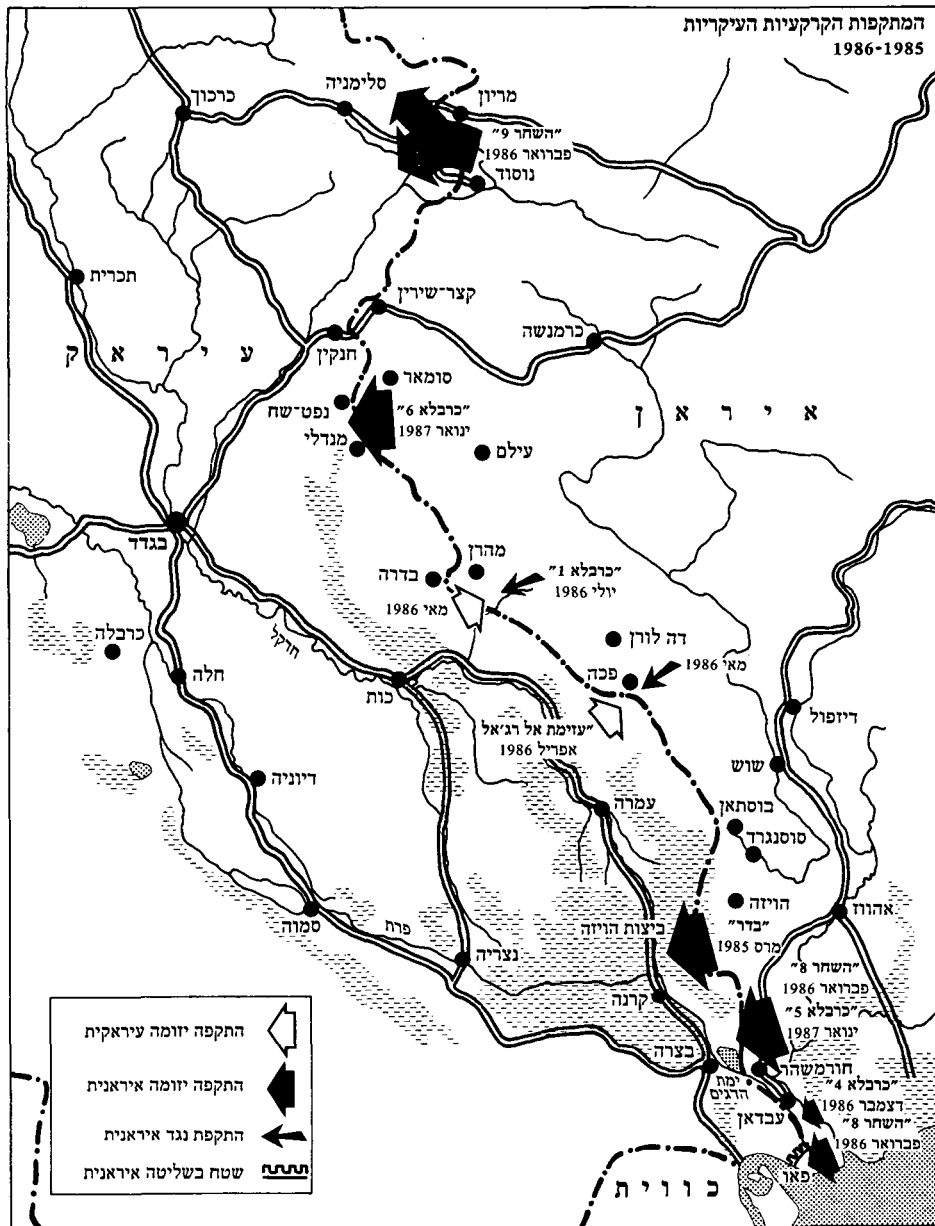 המתקפות הקרקעיות העיקריות
1986-1985
סלימניה
מריון
כרכוך
"השחר 9"
פברואר 1986
נוסוד
תכרית
קצר־שירין
כרמנשה
חנקין
עיראק
סומאר
איראן
נפט־שח
"כרבלא 6"
ינואר 1987
מנדלי
עילם
בגדד
מהרן
בדרה
"כרבלא 1"
יולי 1986
מאי 1986
דה לורן
כרבלה
חדקל
חלה
כות
פכה
מאי 1986
דיזפול
"עזימת אל רג'אל
אפריל 1986
שוש
דיוניה
עמרה
בוסתאן
סוסנגרד
הויזה
אהווז
סמוה
פרת
נצריה
ביצות הויזה
"בדר"
מרס 1985
"השחר 8"
פברואר 1986
קרנה
"כרבלא 5"
ינואר 1987
בצרה
חורמשהר
ימת
הדגים
"כרבלא 4"
דצמבר 1986
עבדאן
"השחר 8"
פברואר 1986
פאו
כווית
התקפה יזומה עיראקית
התקפה יזומה איראנית
התקפת נגד איראנית
שטח בשליטה איראנית